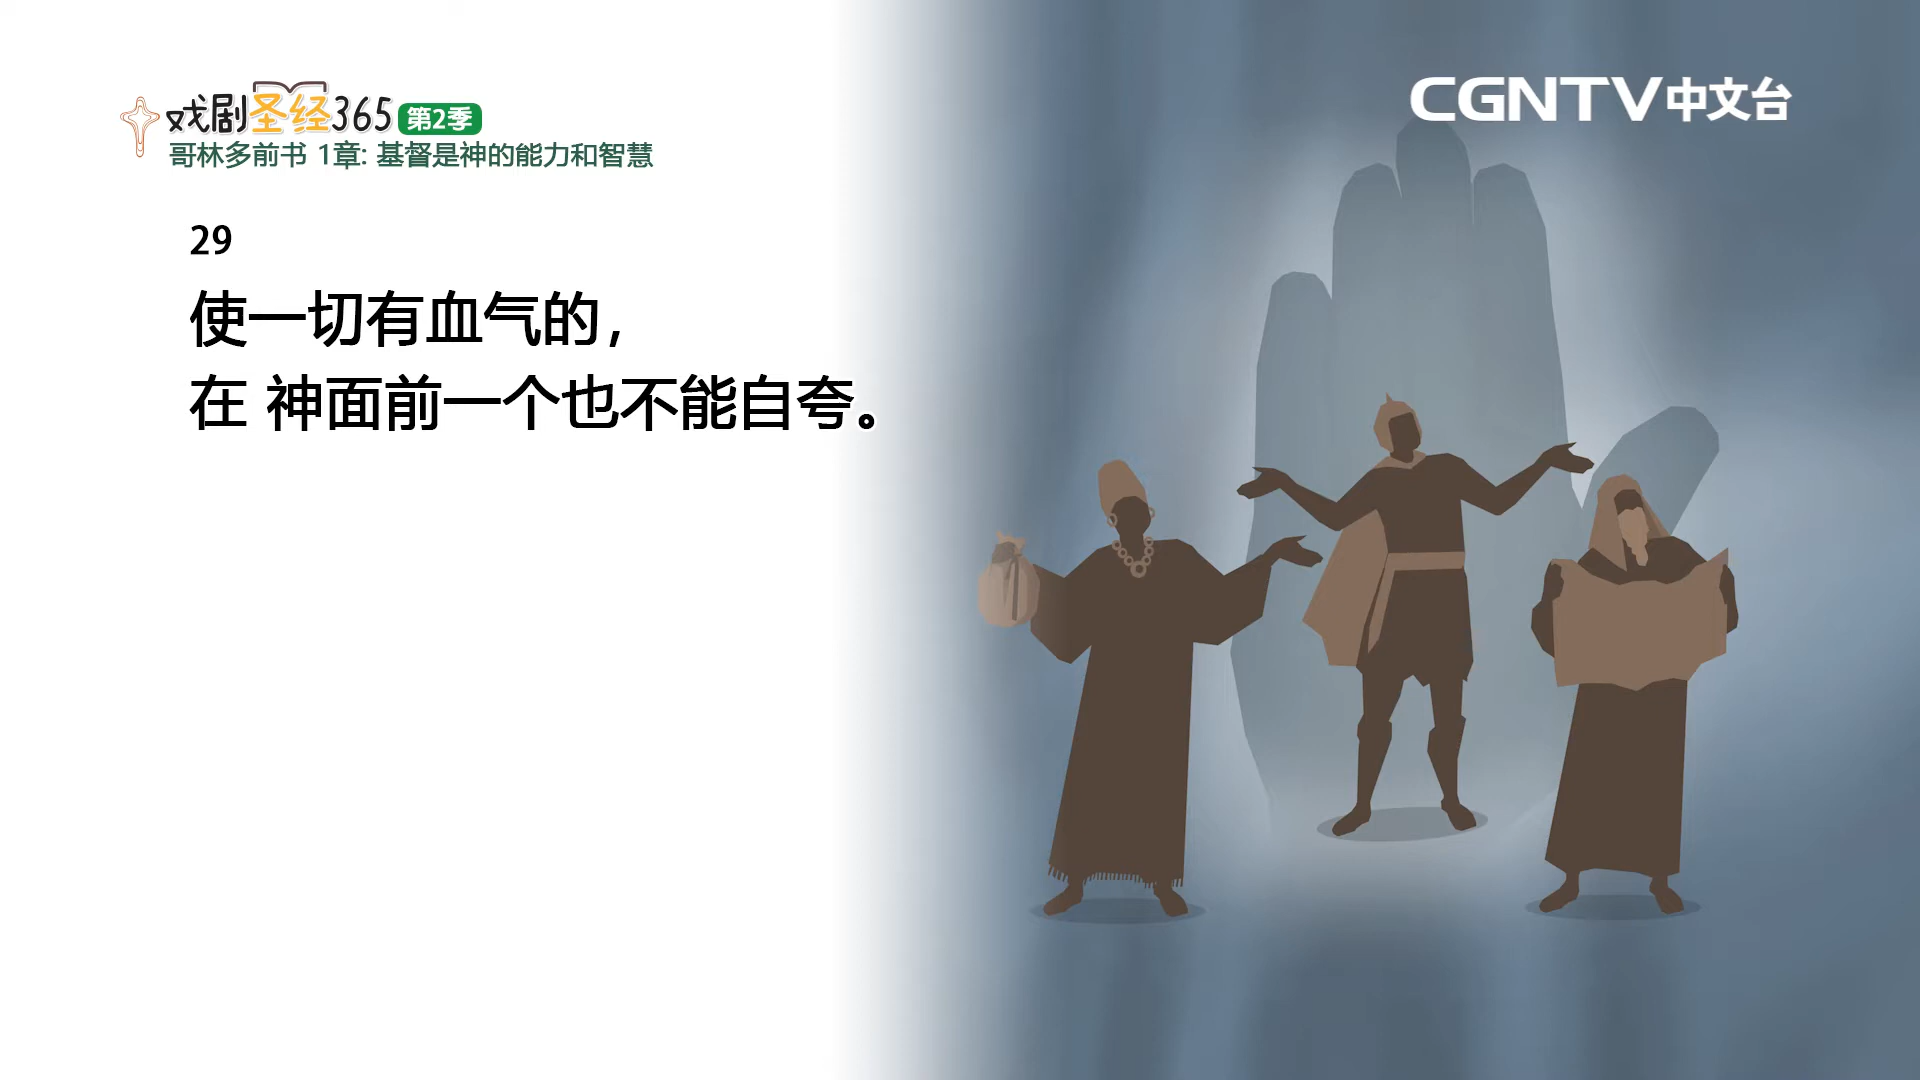 戏剧圣经365 第2季
CGNTV中文台
哥林多前书 1章: 基督是神的能力和智慧
29
使一切有血气的,
在 神面前一个也不能自夸。